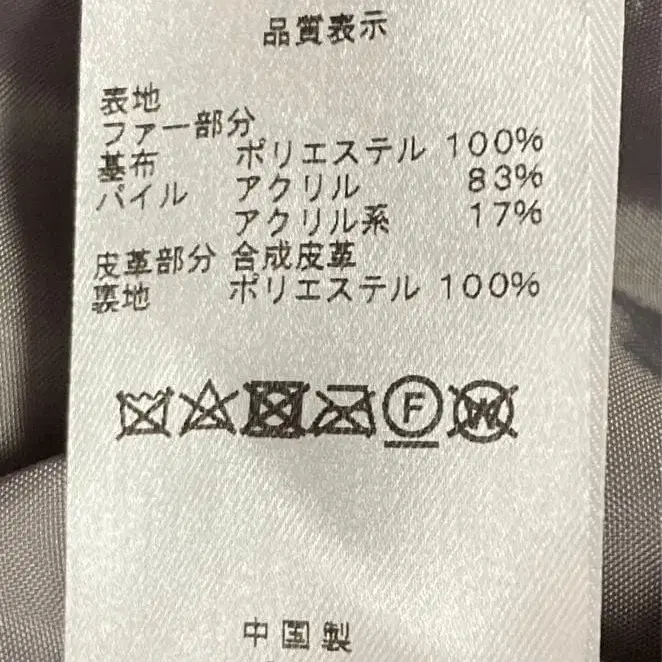 品質表示
表地
ファー部分
基布 ポリエステル 100%
パイル アクリル 83%
アクリル系 17%
皮革部分 合成皮革
裏地 ポリエステル 100%
F W
中国製